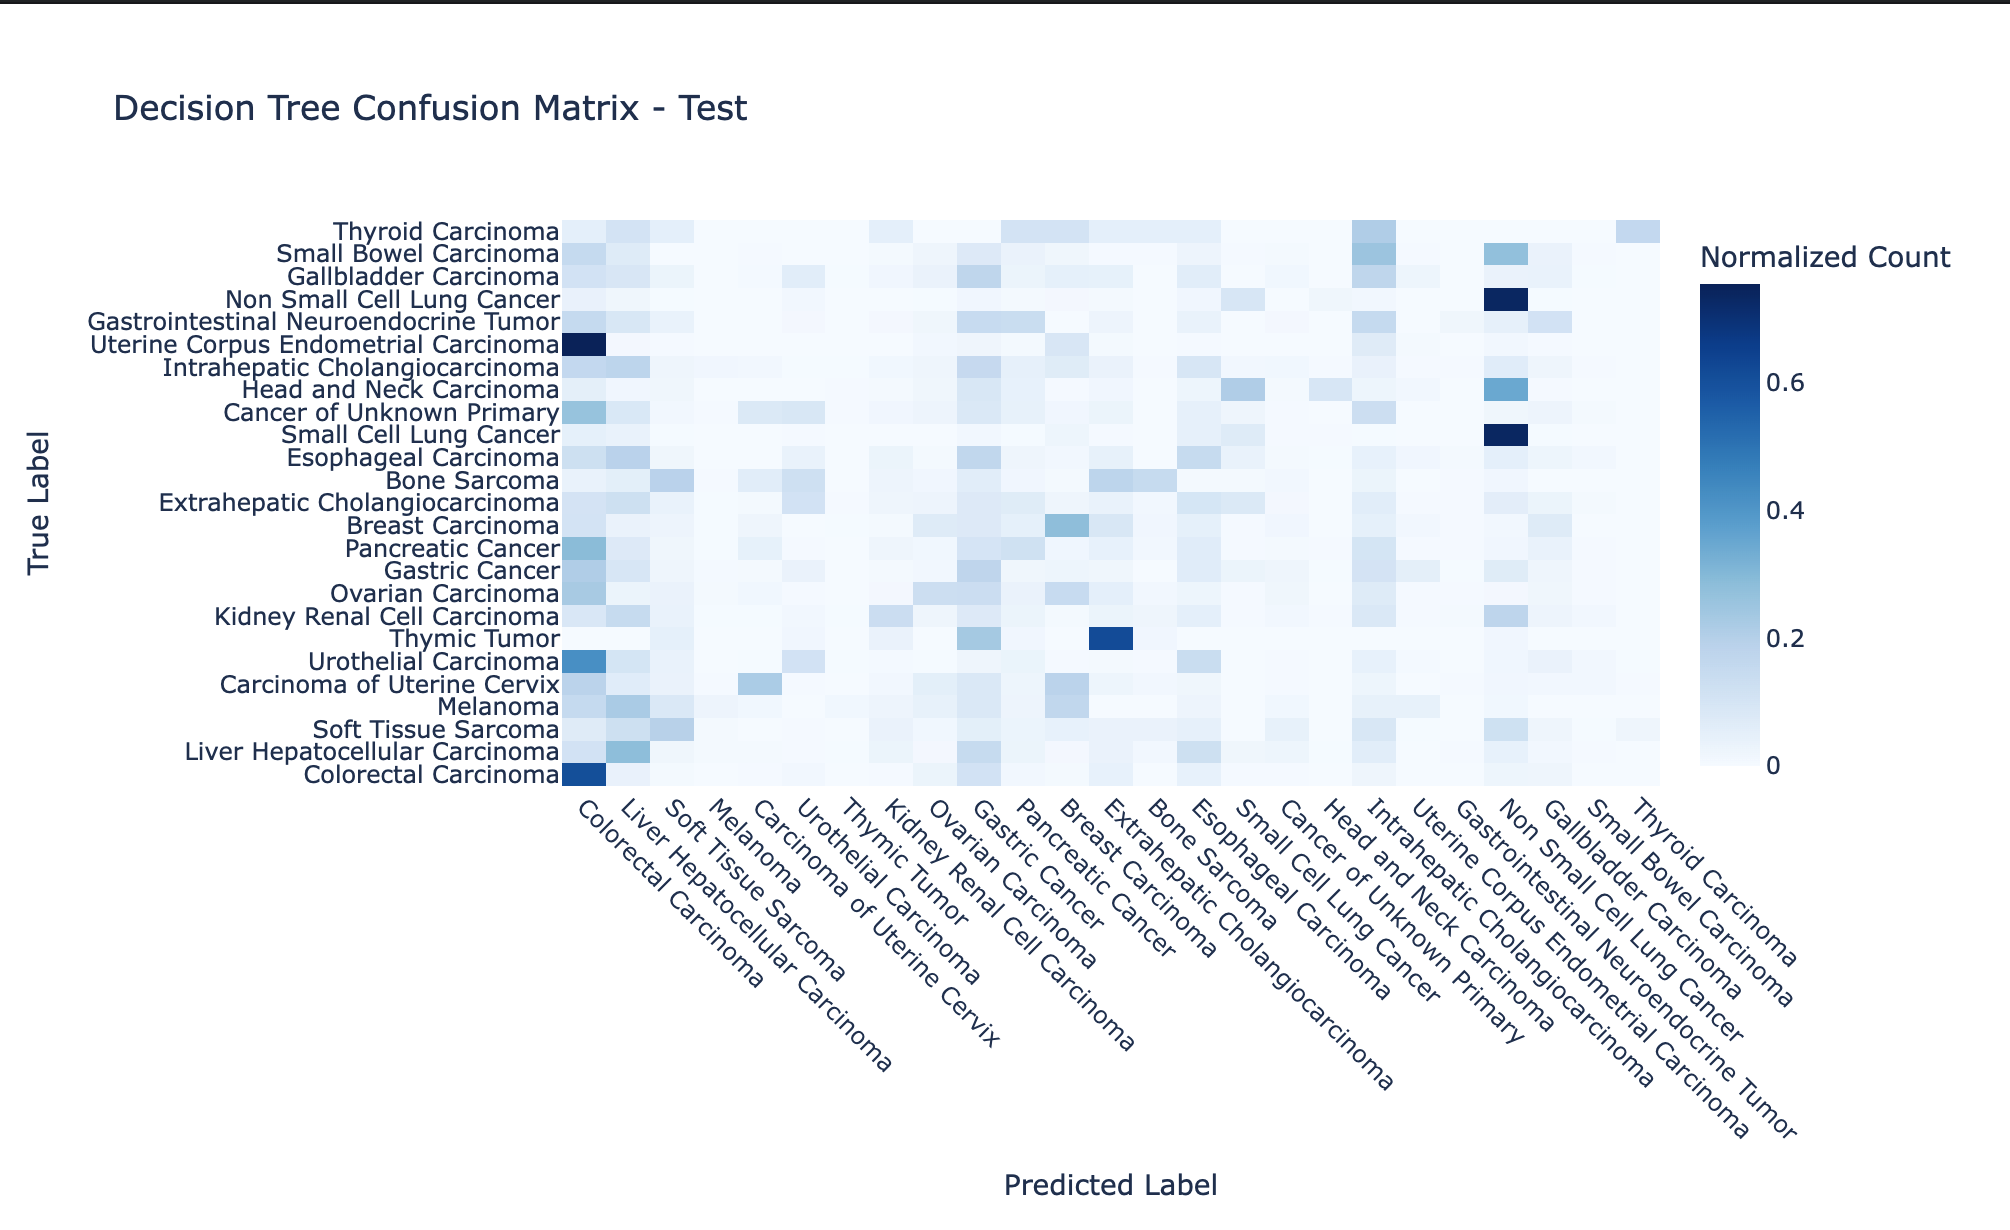 Decision Tree Confusion Matrix - Test
True Label
Thyroid Carcinoma
Small Bowel Carcinoma
Gallbladder Carcinoma
Non Small Cell Lung Cancer
Gastrointestinal Neuroendocrine Tumor
Uterine Corpus Endometrial Carcinoma
Intrahepatic Cholangiocarcinoma
Head and Neck Carcinoma
Cancer of Unknown Primary
Small Cell Lung Cancer
Esophageal Carcinoma
Bone Sarcoma
Extrahepatic Cholangiocarcinoma
Breast Carcinoma
Pancreatic Cancer
Gastric Cancer
Ovarian Carcinoma
Kidney Renal Cell Carcinoma
Thymic Tumor
Urothelial Carcinoma
Carcinoma of Uterine Cervix
Melanoma
Soft Tissue Sarcoma
Liver Hepatocellular Carcinoma
Colorectal Carcinoma
Colorectal Carcinoma
Liver Hepatocellular Carcinoma
Soft Tissue Sarcoma
Melanoma
Carcinoma of Uterine Cervix
Urothelial Carcinoma
Thymic Tumor
Kidney Renal Cell Carcinoma
Ovarian Carcinoma
Gastric Cancer
Pancreatic Cancer
Breast Carcinoma
Extrahepatic Cholangiocarcinoma
Bone Sarcoma
Esophageal Carcinoma
Small Cell Lung Cancer
Cancer of Unknown Primary
Head and Neck Carcinoma
Intrahepatic Cholangiocarcinoma
Uterine Corpus Endometrial Carcinoma
Gastrointestinal Neuroendocrine Tumor
Non Small Cell Lung Cancer
Gallbladder Carcinoma
Small Bowel Carcinoma
Thyroid Carcinoma
Predicted Label
Normalized Count
0.6
0.4
0.2
0